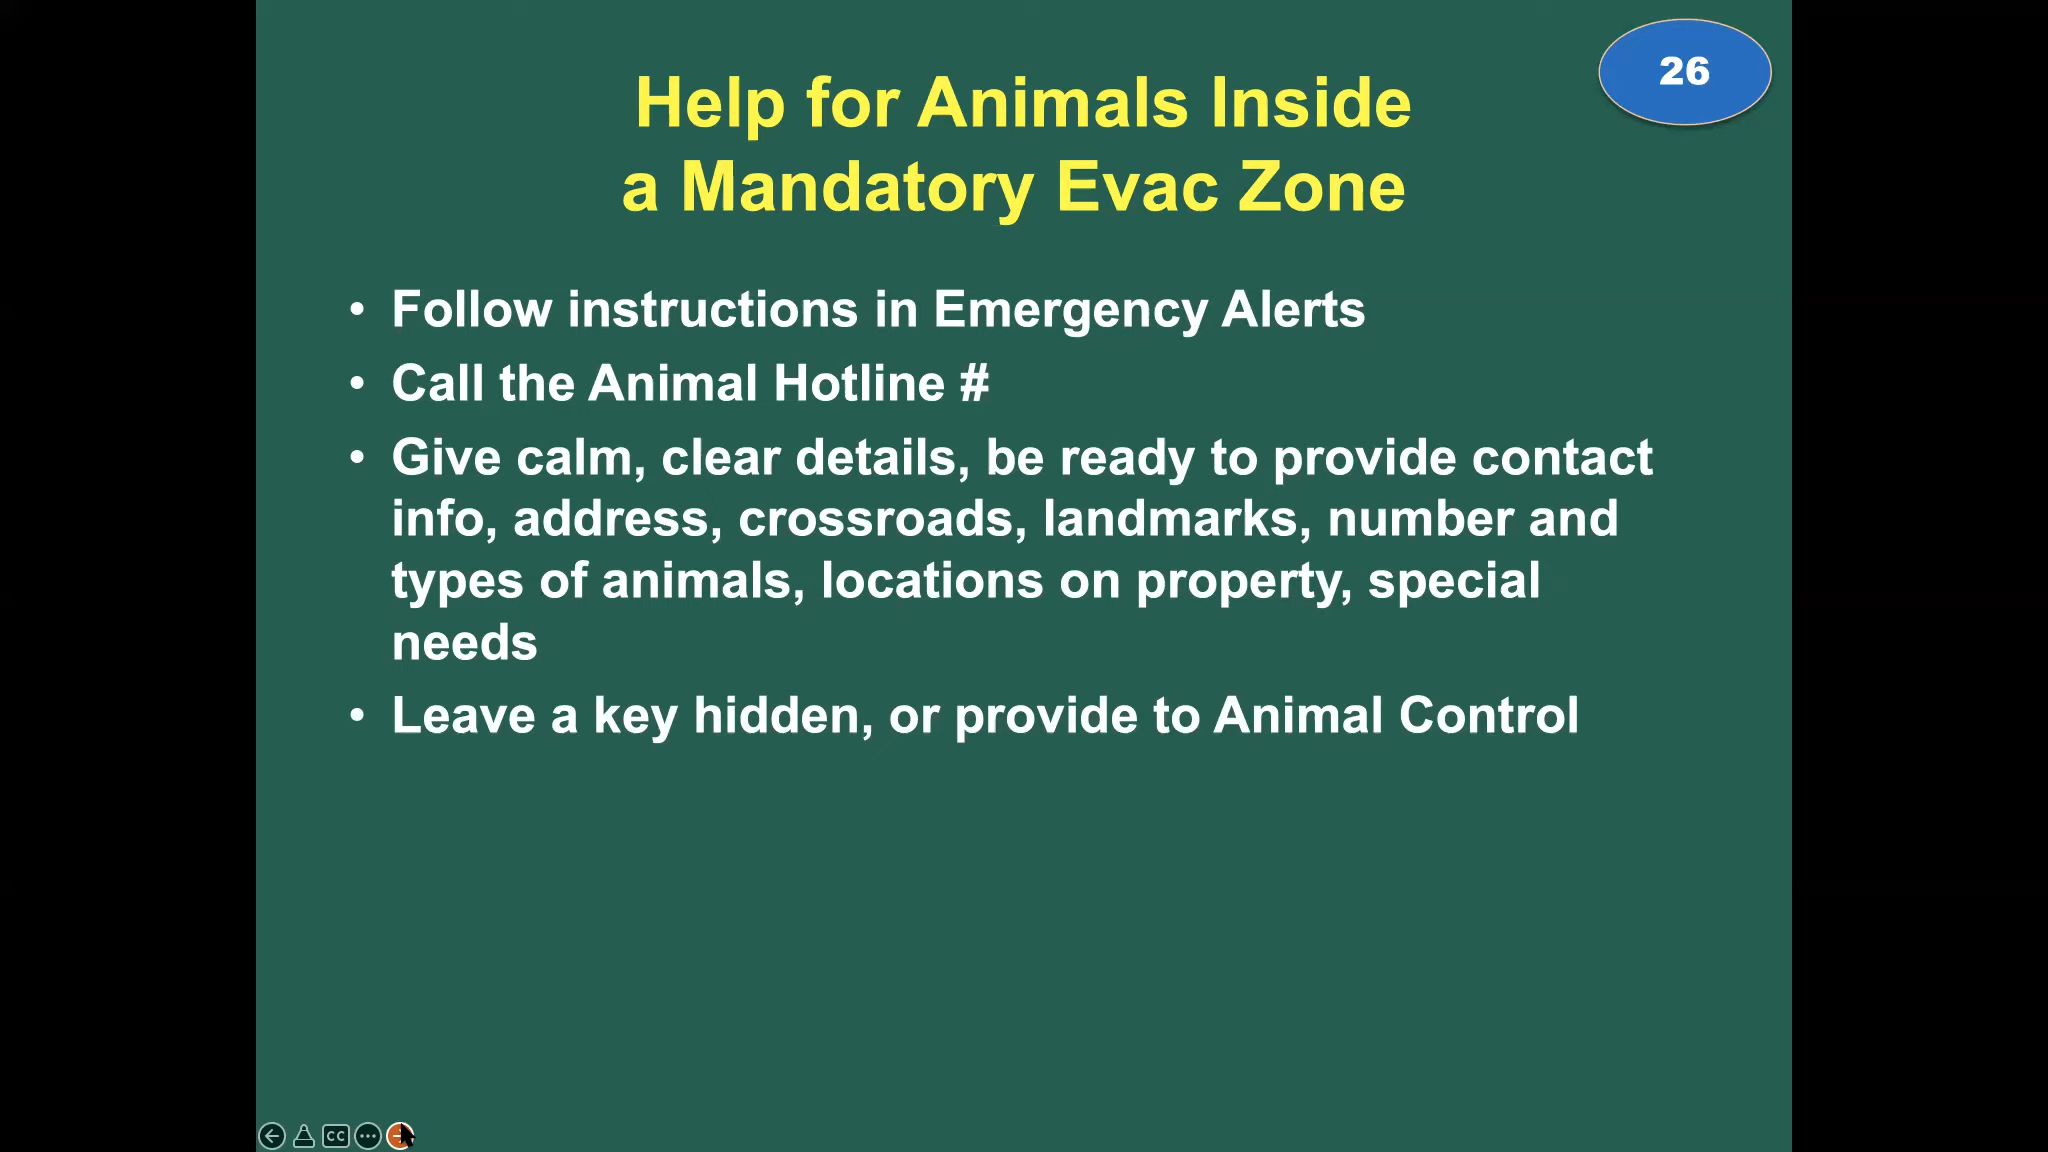 26
Help for Animals Inside
a Mandatory Evac Zone
• Follow instructions in Emergency Alerts
• Call the Animal Hotline #
• Give calm, clear details, be ready to provide contact
info, address, crossroads, landmarks, number and
types of animals, locations on property, special
needs
• Leave a key hidden, or provide to Animal Control
CC